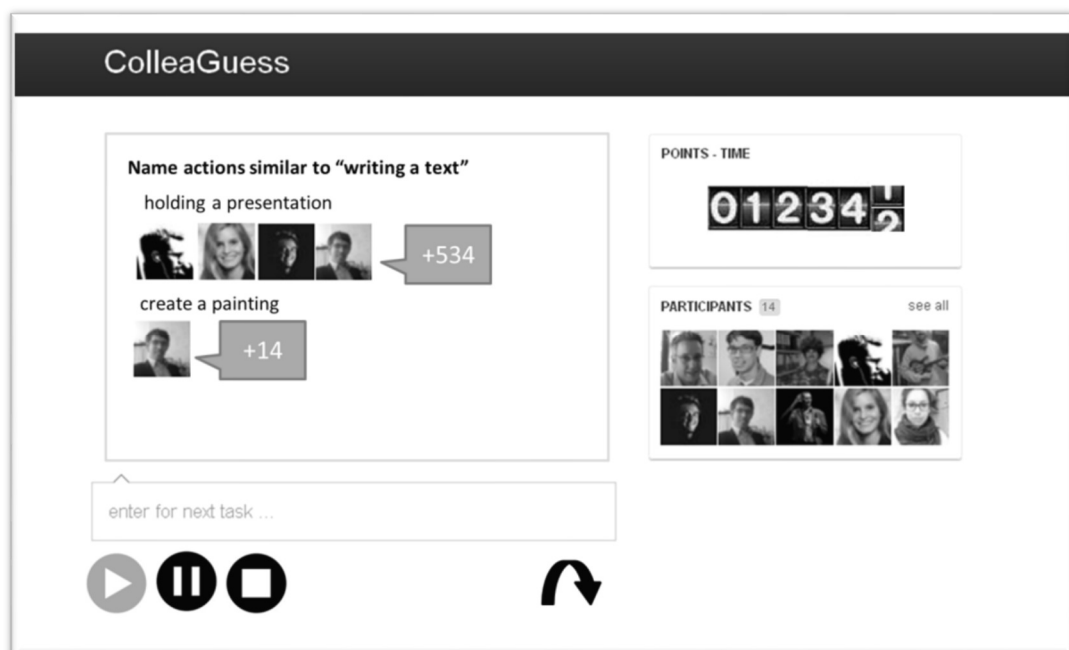 ColleaGuess
Name actions similar to “writing a text”
holding a presentation
+534
create a painting
+14
enter for next task ...
POINTS - TIME
01234
PARTICIPANTS 14
see all